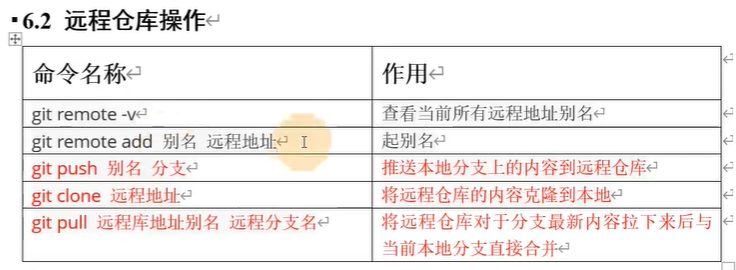 6.2 远程仓库操作
命令名称 作用
git remote -v 查看当前所有远程地址别名
git remote add 别名 远程地址 起别名
git push 别名 分支 推送本地分支上的内容到远程仓库
git clone 远程地址 将远程仓库的内容克隆到本地
git pull 远程库地址别名 远程分支名 将远程仓库对于分支最新内容拉下来后与
当前本地分支直接合并